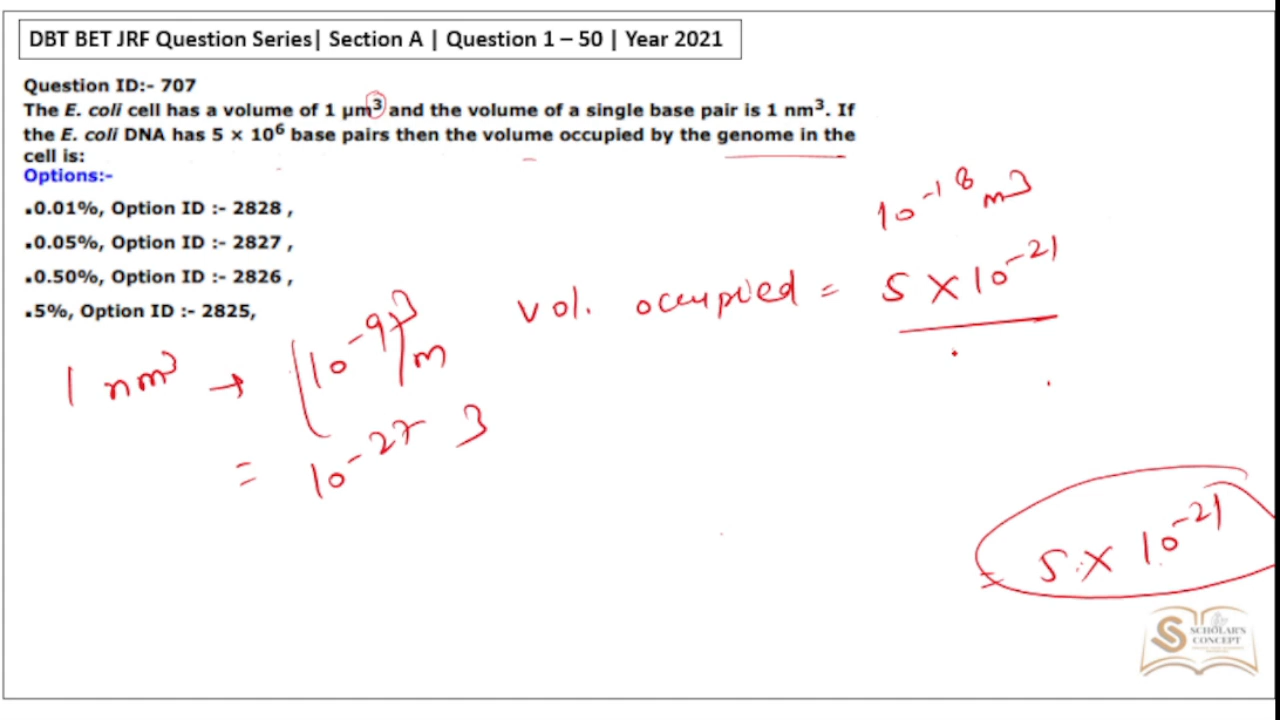 DBT BET JRF Question Series| Section A | Question 1 – 50 | Year 2021
Question ID:- 707
The E. coli cell has a volume of 1 µm³ and the volume of a single base pair is 1 nm³. If
the E. coli DNA has 5 × 10⁶ base pairs then the volume occupied by the genome in the
cell is:
Options:-
.0.01%, Option ID :- 2828 ,
.0.05%, Option ID :- 2827 ,
.0.50%, Option ID :- 2826 ,
.5%, Option ID :- 2825,
10⁻¹⁸ m³
vol. occupied = 5 × 10⁻²¹
1 nm³ → (10⁻⁹)³ m
= 10⁻²⁷ 3
= 5 × 10⁻²¹
SCHOLAR'S
CONCEPT